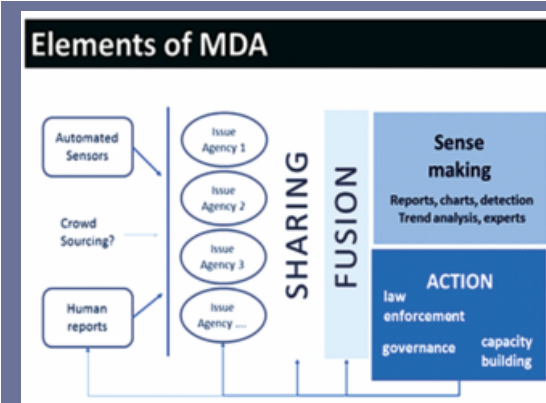 Elements of MDA
Automated
Sensors
Crowd
Sourcing?
Human
reports
Issue
Agency 1
Issue
Agency 2
Issue
Agency 3
Issue
Agency ....
SHARING
FUSION
Sense
making
Reports, charts, detection
Trend analysis, experts
ACTION
law
enforcement
governance
capacity
building